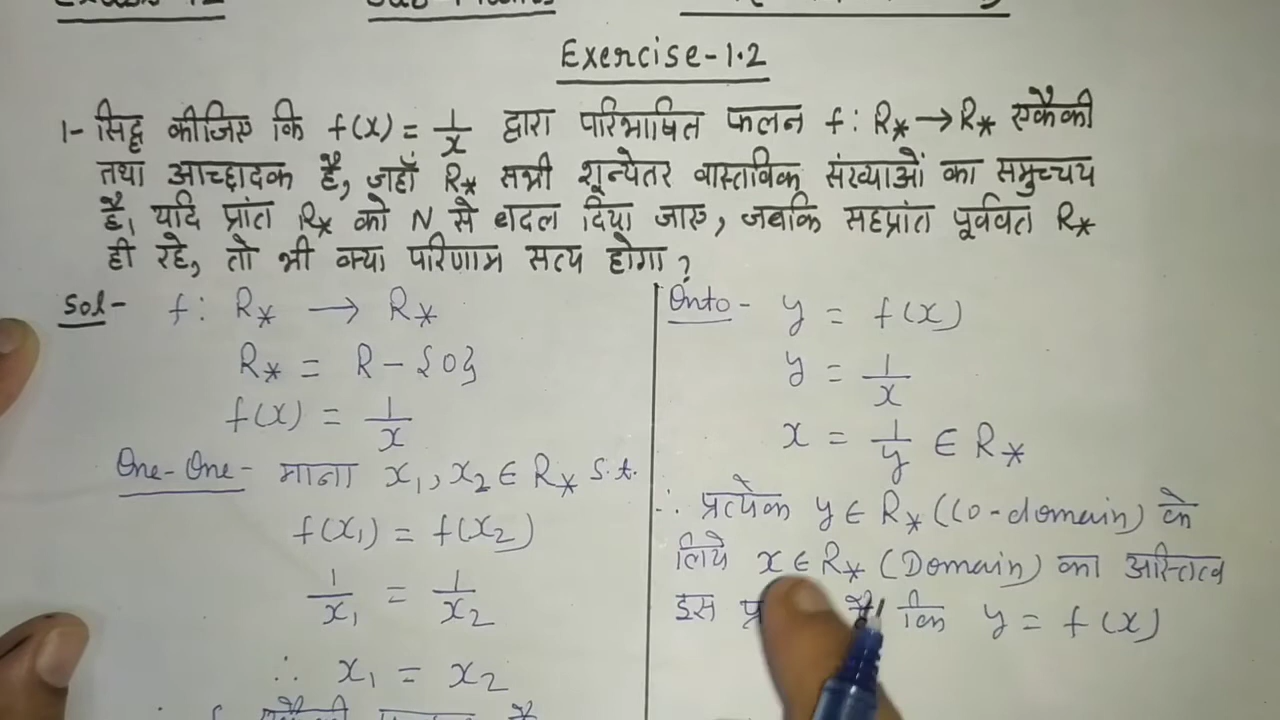 Exercise-1.2
1- सिद्ध कीजिए कि f(x) = 1/x द्वारा परिभाषित फलन f: R* → R* एकैकी
तथा आच्छादक है, जहाँ R* सभी शून्येतर वास्तविक संख्याओं का समुच्चय
है। यदि प्रांत R* को N से बदल दिया जाए, जबकि सहप्रांत पूर्ववत R*
ही रहे, तो भी क्या परिणाम सत्य होगा?
Sol- f: R* → R*
R* = R - {0}
f(x) = 1/x
One-One- माना x₁, x₂ ∈ R* s.t.
f(x₁) = f(x₂)
1/x₁ = 1/x₂
∴ x₁ = x₂
Onto- y = f(x)
y = 1/x
x = 1/y ∈ R*
∴ प्रत्येक y ∈ R* (Co-domain) के
लिये x ∈ R* (Domain) का अस्तित्व
इस कि y = f(x)